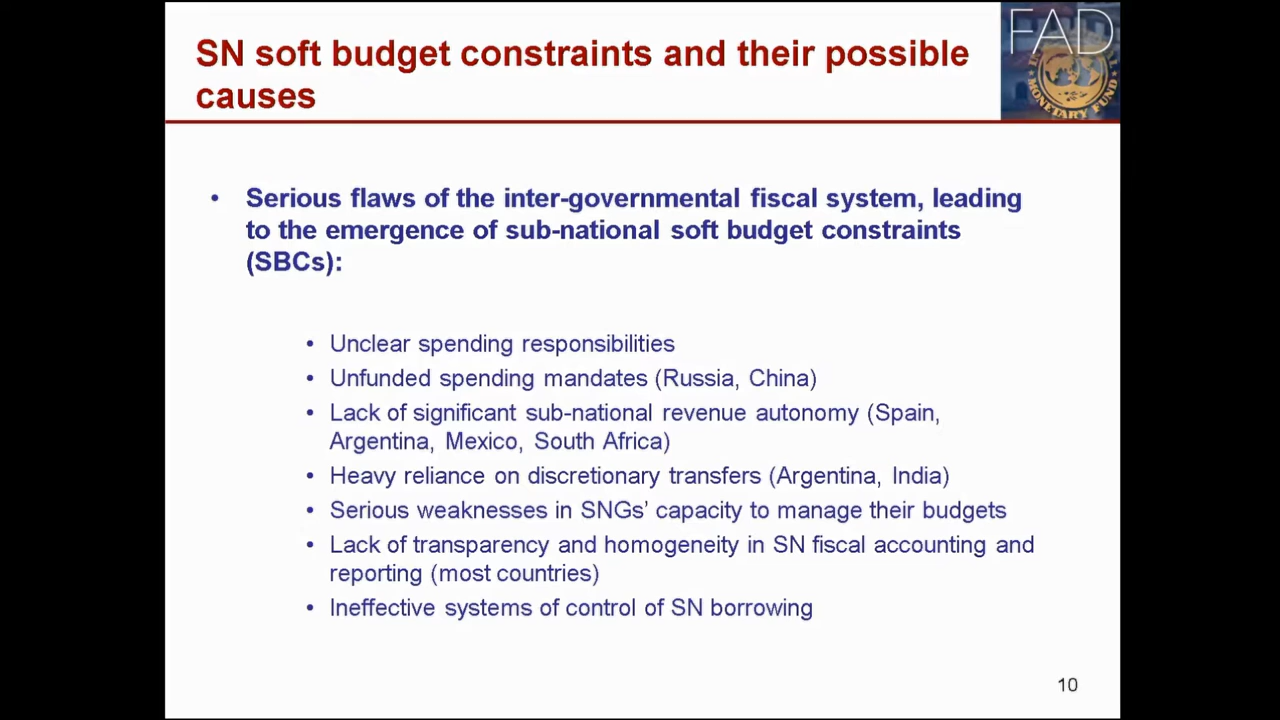 SN soft budget constraints and their possible
causes
FAD
MONETARY FUND
• Serious flaws of the inter-governmental fiscal system, leading
to the emergence of sub-national soft budget constraints
(SBCs):
• Unclear spending responsibilities
• Unfunded spending mandates (Russia, China)
• Lack of significant sub-national revenue autonomy (Spain,
Argentina, Mexico, South Africa)
• Heavy reliance on discretionary transfers (Argentina, India)
• Serious weaknesses in SNGs' capacity to manage their budgets
• Lack of transparency and homogeneity in SN fiscal accounting and
reporting (most countries)
• Ineffective systems of control of SN borrowing
10